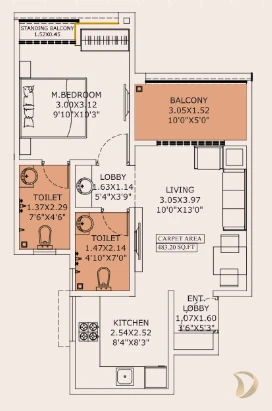 STANDING BALCONY
1.52X0.45
M.BEDROOM
3.00X3.12
9'10"X10'3"
BALCONY
3.05X1.52
10'0"X5'0"
LOBBY
1.63X1.14
5'4"X3'9"
TOILET
1.37X2.29
7'6"X4'6"
LIVING
3.05X3.97
10'0"X13'0"
TOILET
1.47X2.14
4'10"X7'0"
CARPET AREA
483.20 SQ.FT
ENT.
LOBBY
1.07X1.60
3'6"X5'3"
KITCHEN
2.54X2.52
8'4"X8'3"